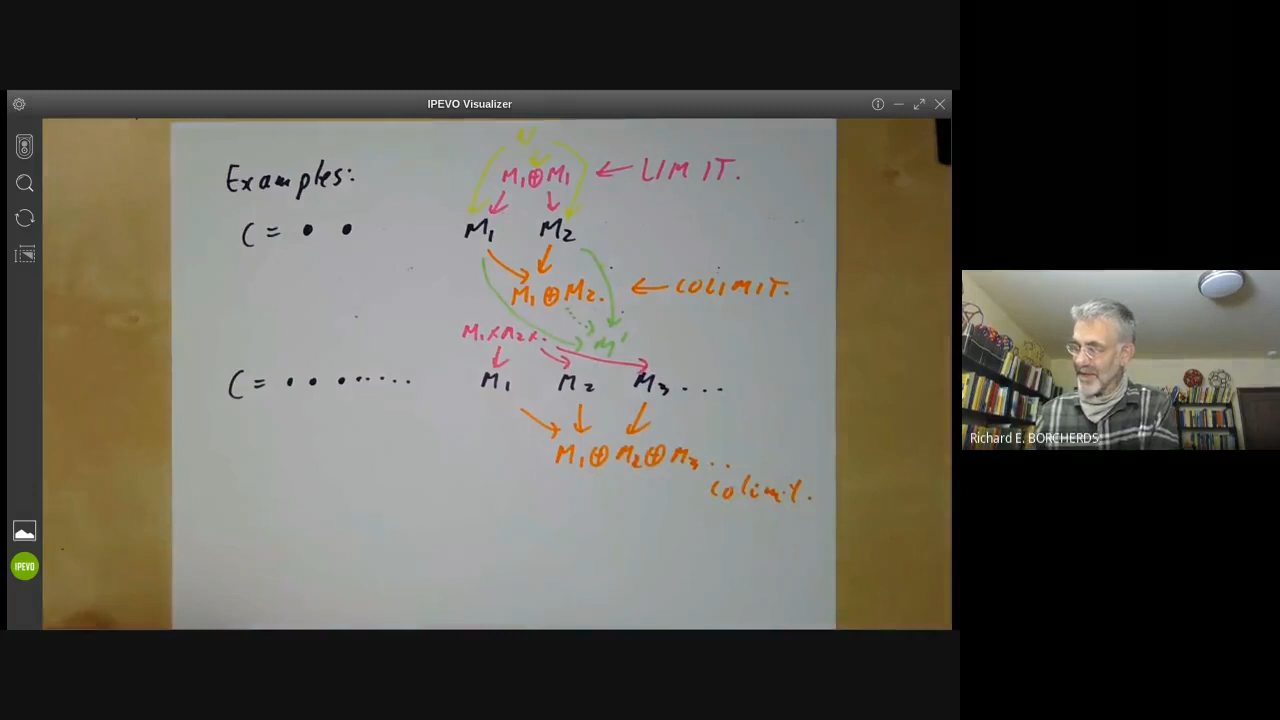 IPEVO Visualizer
N
Examples:
M₁⊕M₁ ← LIMIT.
C = • • M₁ M₂
M₁⊕M₂. ← COLIMIT.
M₁×M₂×.. M'
C = • • • ..... M₁ M₂ M₃ ...
M₁⊕M₂⊕M₃ ..
colimit.
IPEVO
Richard E. BORCHERDS